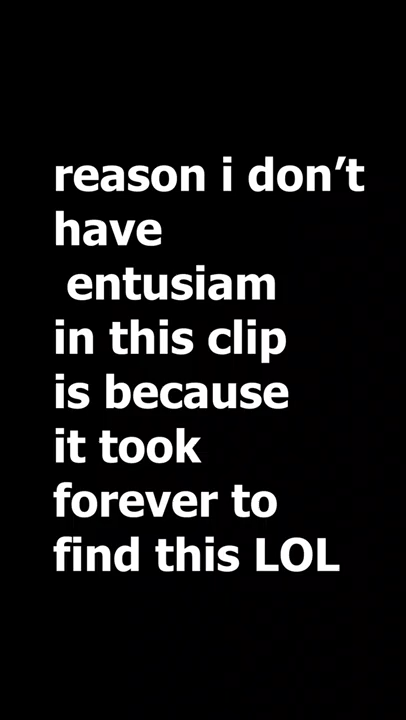 reason i don’t
have
entusiam
in this clip
is because
it took
forever to
find this LOL